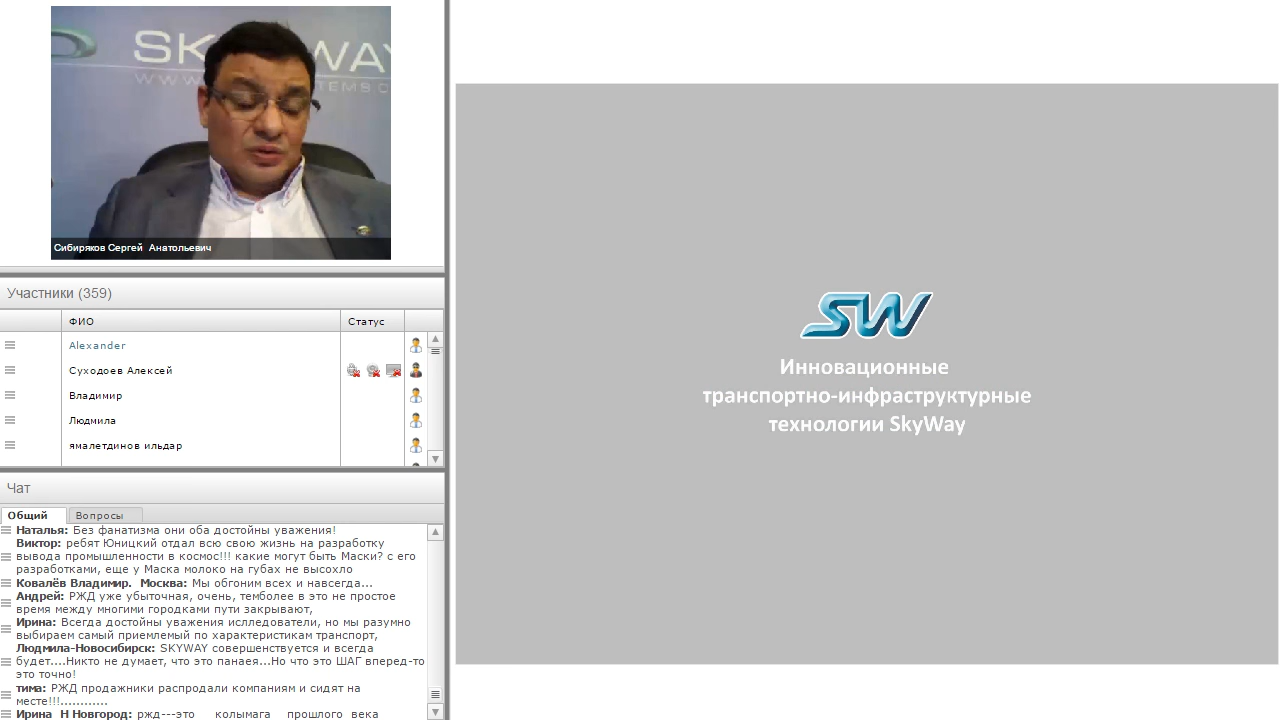 SK WAY
WWW
TEMS.C
Сибиряков Сергей Анатольевич
Участники (359)
ФИО Статус
Alexander
Суходоев Алексей
Владимир
Людмила
ямалетдинов ильдар
Чат
Общий Вопросы
Наталья: Без фанатизма они оба достойны уважения!
Виктор: ребят Юницкий отдал всю свою жизнь на разработку
вывода промышленности в космос!!! какие могут быть Маски? с его
разработками, еще у Маска молоко на губах не высохло
Ковалёв Владимир. Москва: Мы обгоним всех и навсегда...
Андрей: РЖД уже убыточная, очень, темболее в это не простое
время между многими городками пути закрывают,
Ирина: Всегда достойны уважения ислледователи, но мы разумно
выбираем самый приемлемый по характеристикам транспорт,
Людмила-Новосибирск: SKYWAY совершенствуется и всегда
будет....Никто не думает, что это панаея...Но что это ШАГ вперед-то
это точно!
тима: РЖД продажники распродали компаниям и сидят на
месте!!!............
Ирина Н Новгород: ржд---это колымага прошлого века
SW
Инновационные
транспортно-инфраструктурные
технологии SkyWay